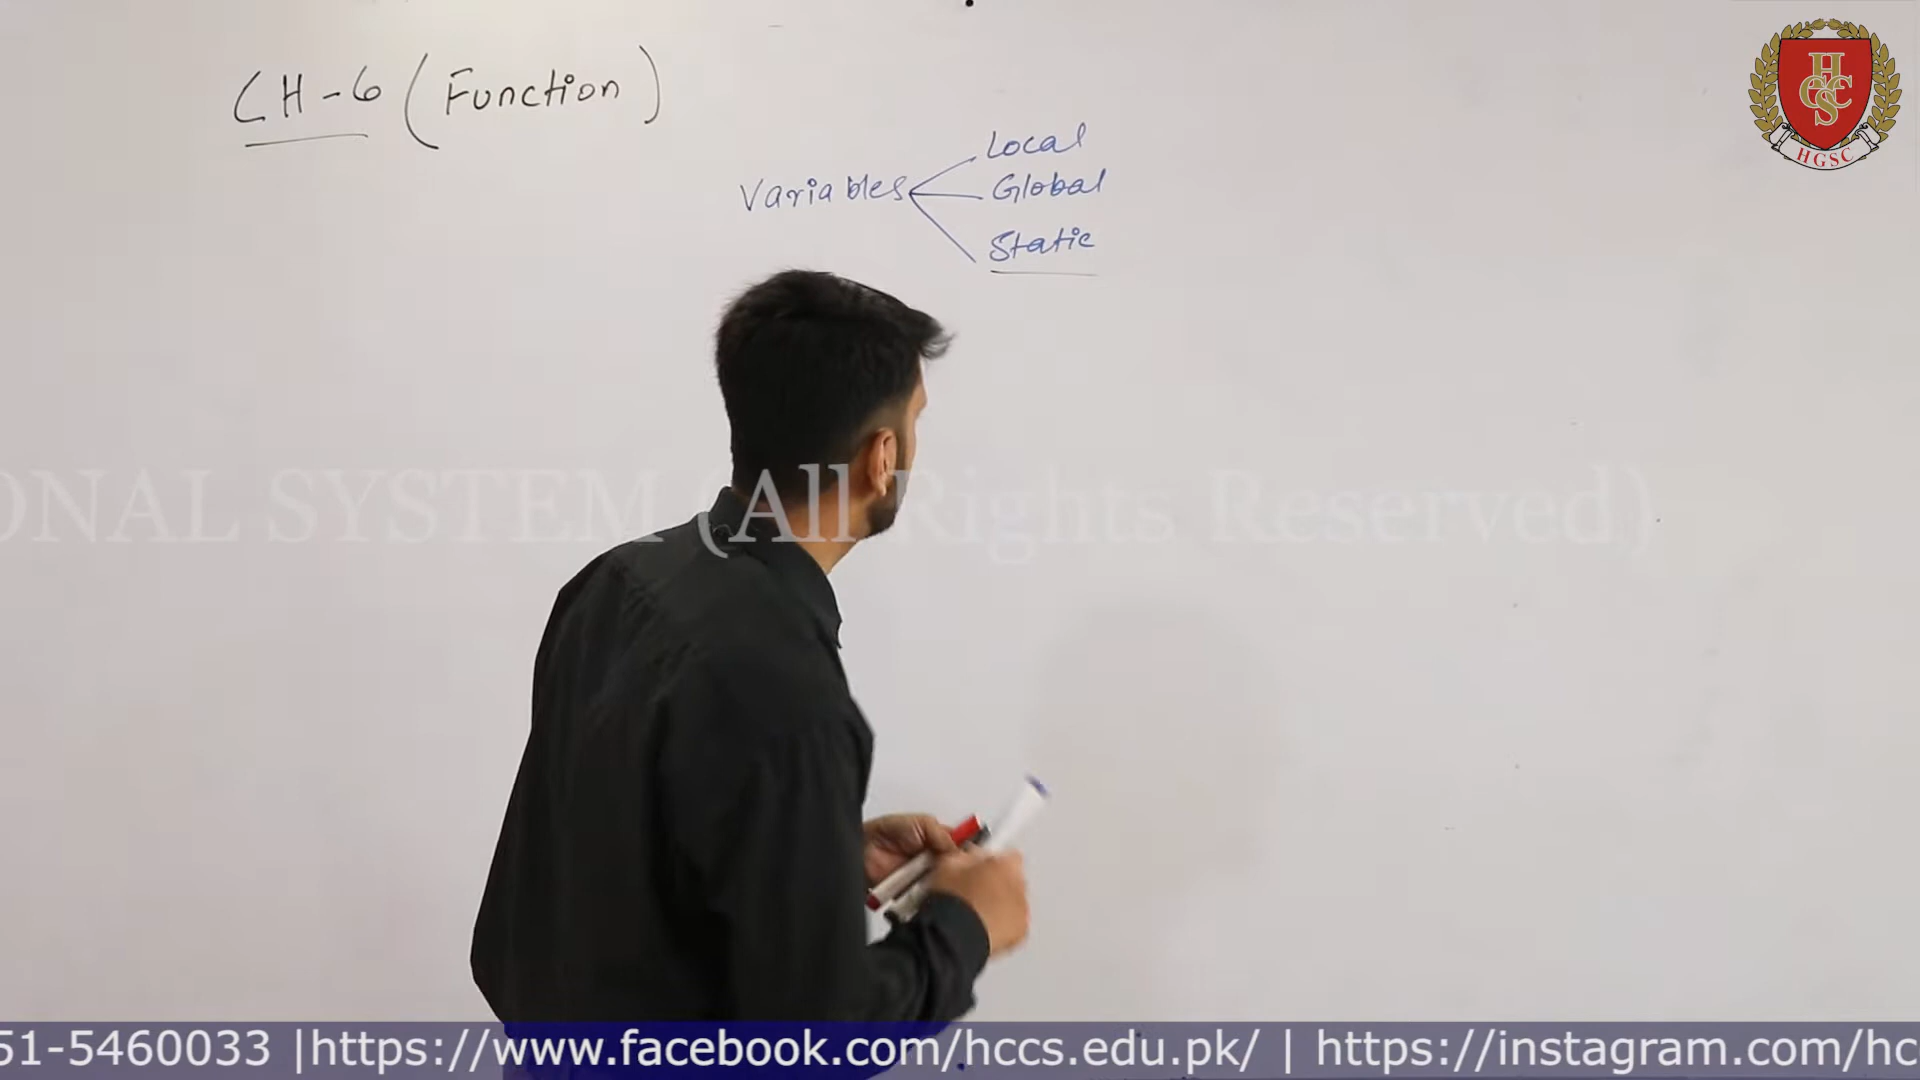 CH-6 (Function)
Variables
Local
Global
Static
HGSC
ONAL SYSTEM (All Rights Reserved)
51-5460033 |https://www.facebook.com/hccs.edu.pk/ | https://instagram.com/hc